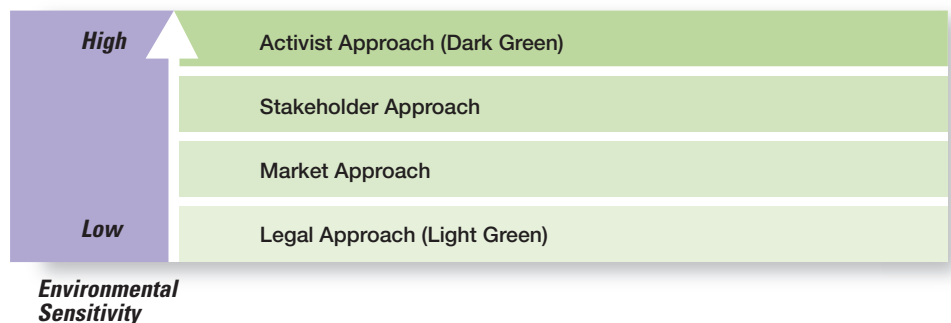 High
Activist Approach (Dark Green)
Stakeholder Approach
Market Approach
Low
Legal Approach (Light Green)
Environmental
Sensitivity